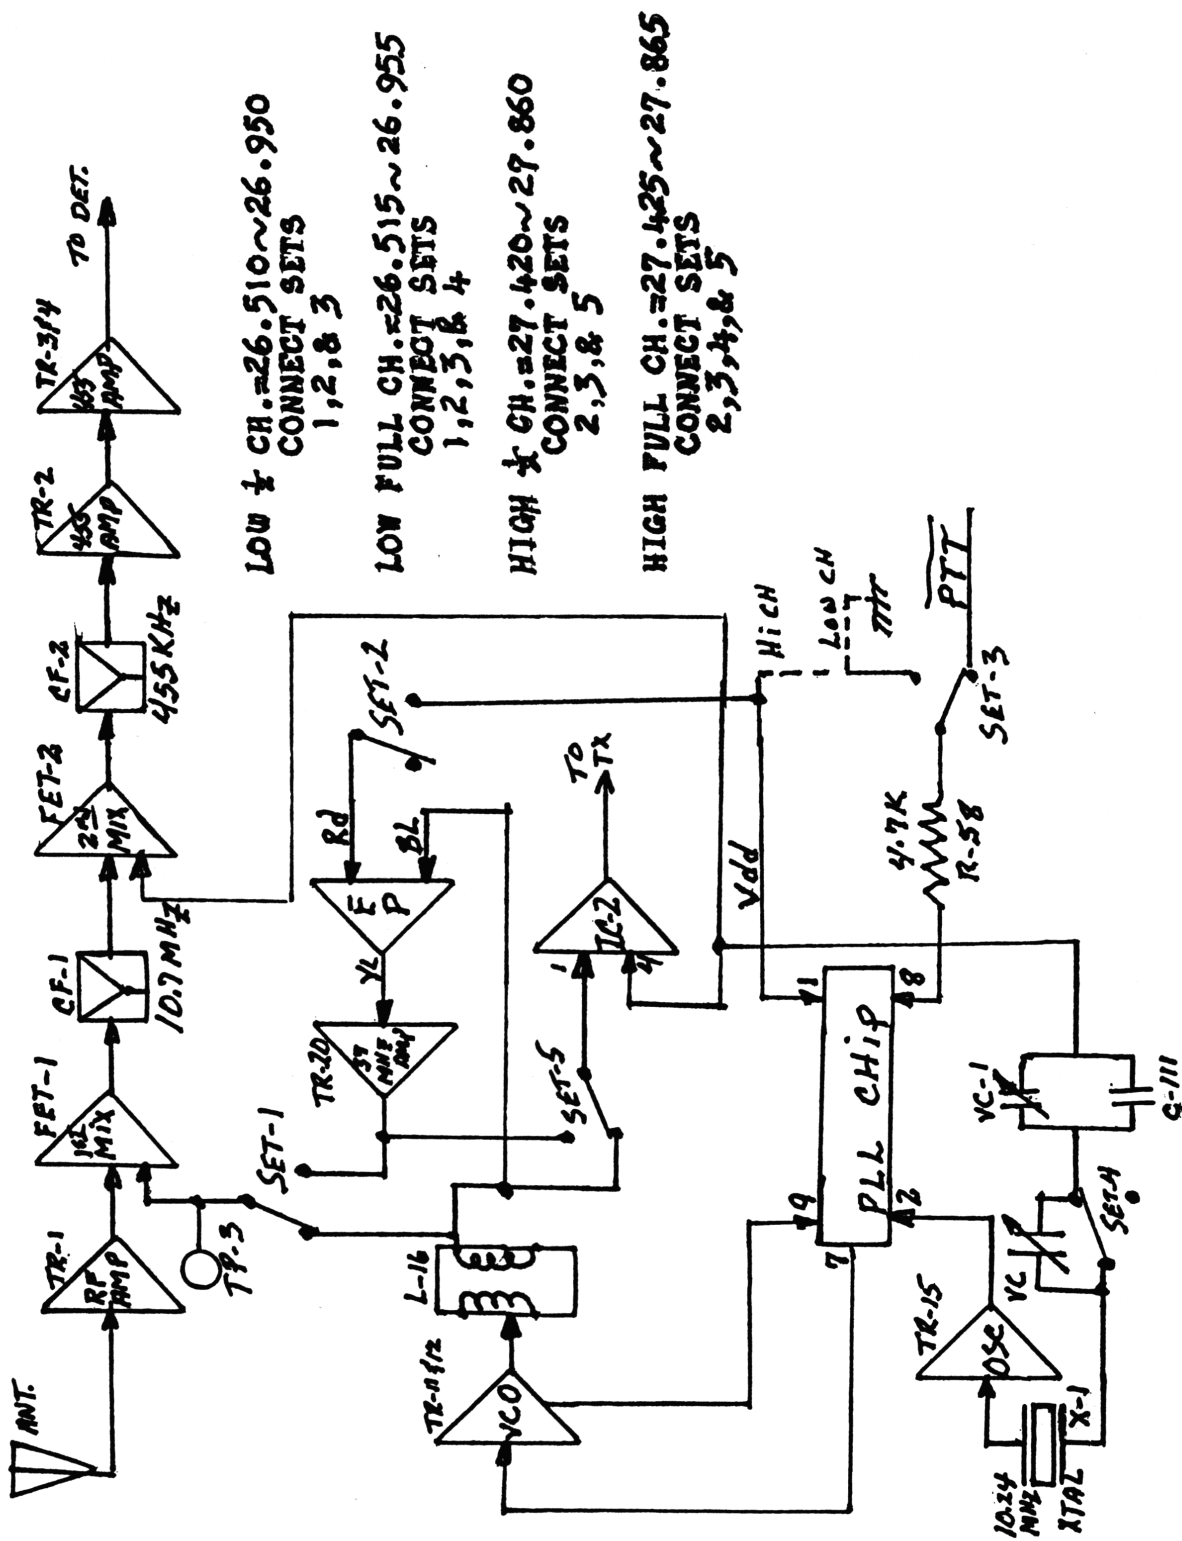 ANT.
TR-1
RF
AMP
FET-1
1st
MIX
CF-1
10.7 MHz
FET-2
2nd
MIX
CF-2
455 KHz
TR-2
455
AMP
TR-3/4
455
AMP
TO DET.
TP-3
SET-1
TR-20
37
MHZ
AMP
YL
EP
Rd
BL
SET-2
L-16
TR-11/12
VCO
SET-5
1
4
IC-2
TO
TX
Vdd
Hi CH
LOW CH
9
1
PLL CHIP
7
2
8
4.7K
R-58
SET-3
PTT
TR-15
OSC
10.24
MHZ
XTAL
X-1
VC
SET-4
VC-1
C-111
LOW ½ CH.=26.510~26.950
CONNECT SETS
1,2,& 3
LOW FULL CH.=26.515~26.955
CONNECT SETS
1,2,3,& 4
HIGH ½ CH.=27.420~27.860
CONNECT SETS
2,3,& 5
HIGH FULL CH.=27.425~27.865
CONNECT SETS
2,3,4,& 5